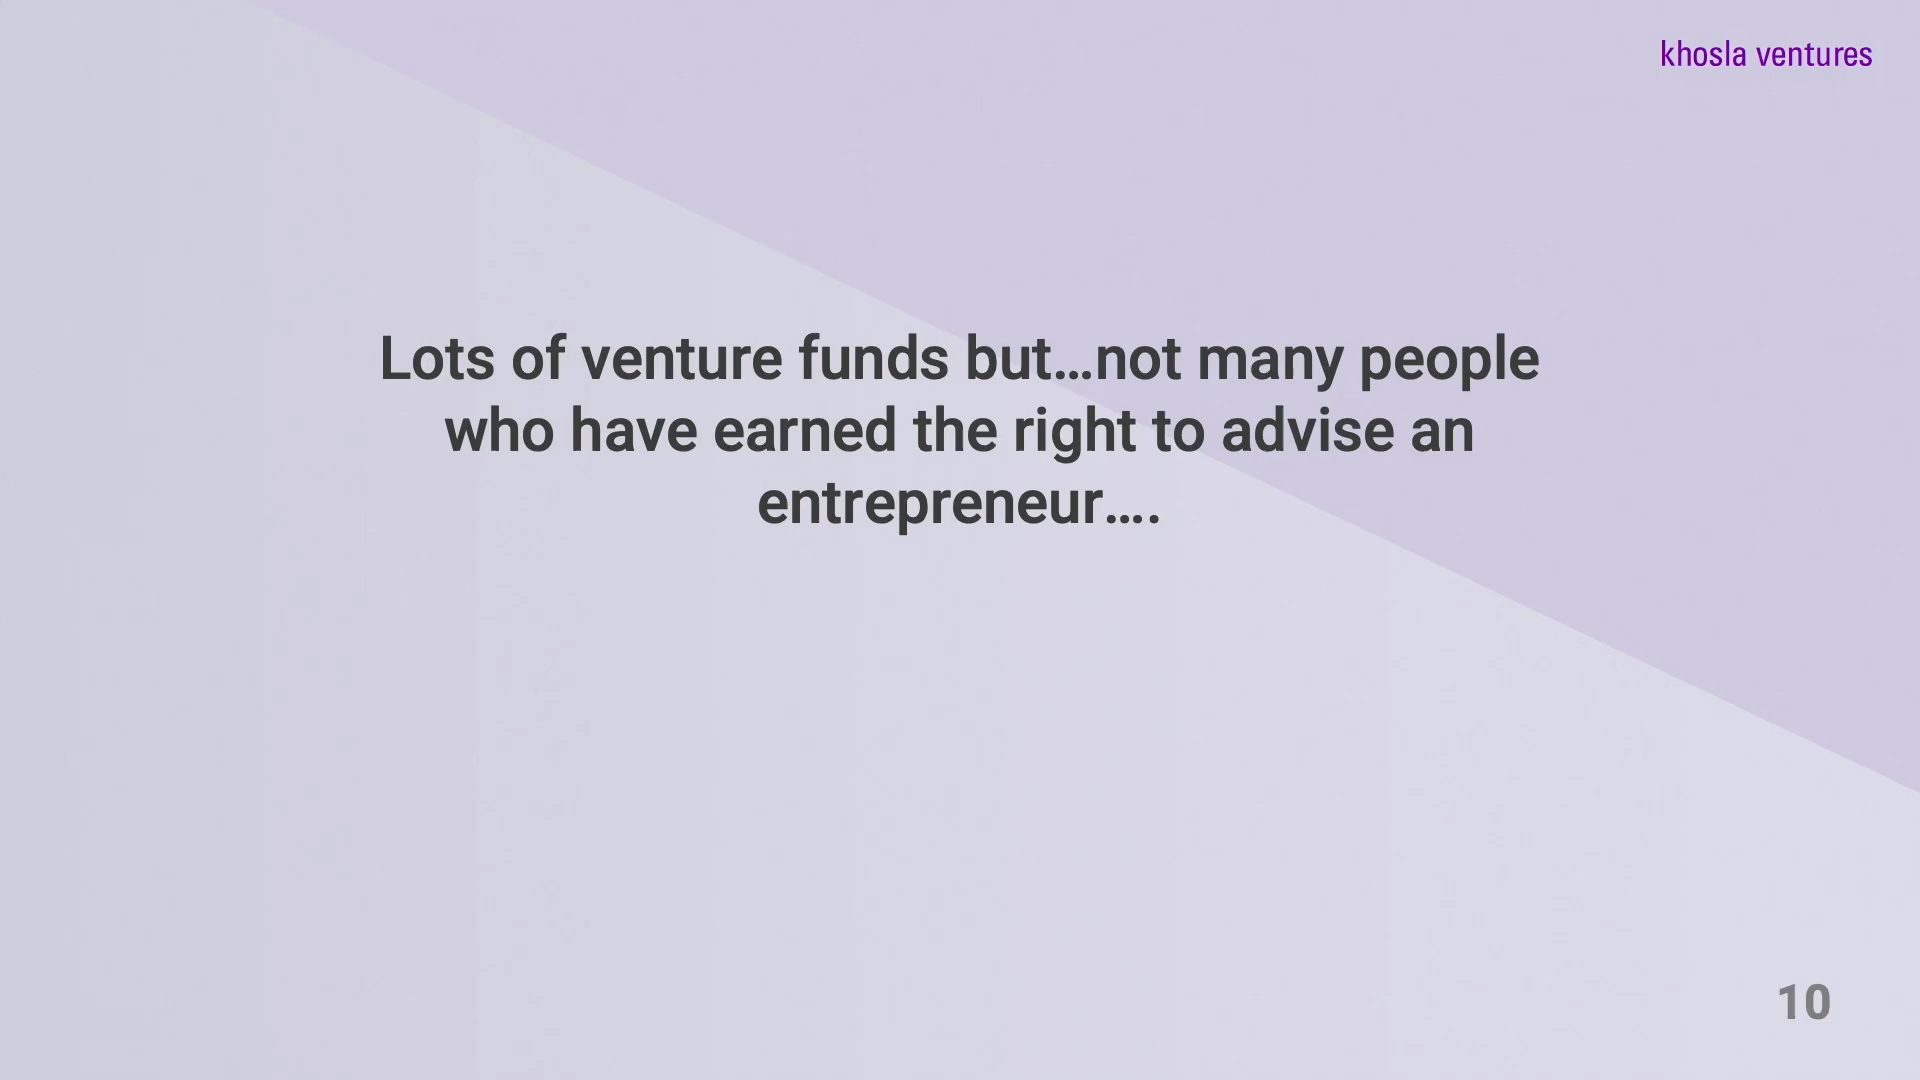 khosla ventures
Lots of venture funds but…not many people
who have earned the right to advise an
entrepreneur….
10